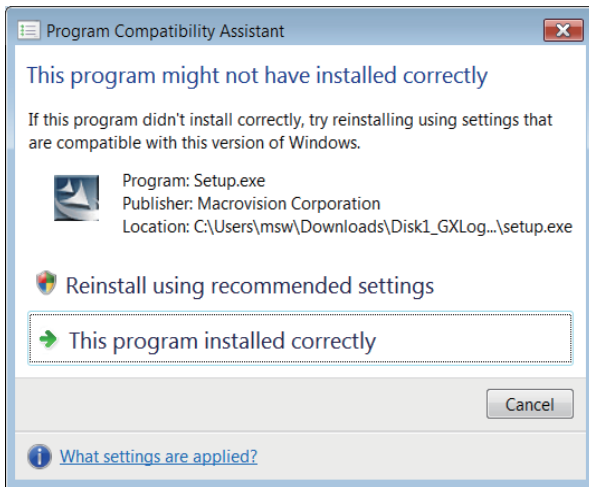 Program Compatibility Assistant
This program might not have installed correctly
If this program didn't install correctly, try reinstalling using settings that
are compatible with this version of Windows.
Program: Setup.exe
Publisher: Macrovision Corporation
Location: C:\Users\msw\Downloads\Disk1_GXLog...\setup.exe
Reinstall using recommended settings
This program installed correctly
Cancel
What settings are applied?